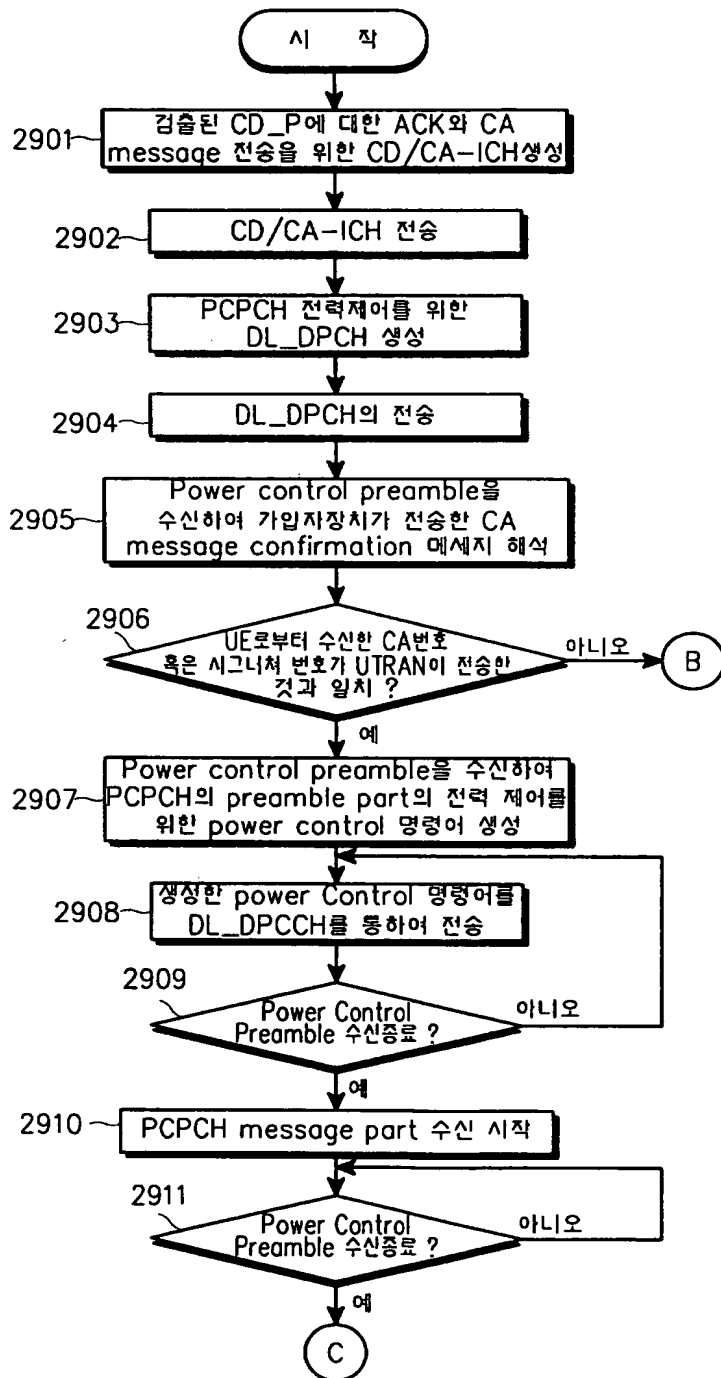 시 작
2901
검출된 CD_P에 대한 ACK와 CA
message 전송을 위한 CD/CA-ICH생성
2902
CD/CA-ICH 전송
2903
PCPCH 전력제어를 위한
DL_DPCH 생성
2904
DL_DPCH의 전송
2905
Power control preamble을
수신하여 가입자장치가 전송한 CA
message confirmation 메세지 해석
2906
UE로부터 수신한 CA번호
혹은 시그너쳐 번호가 UTRAN이 전송한
것과 일치 ?
아니오
B
예
2907
Power control preamble을 수신하여
PCPCH의 preamble part의 전력 제어를
위한 power control 명령어 생성
2908
생성한 power Control 명령어를
DL_DPCCH를 통하여 전송
2909
Power Control
Preamble 수신종료 ?
아니오
예
2910
PCPCH message part 수신 시작
2911
Power Control
Preamble 수신종료 ?
아니오
예
C